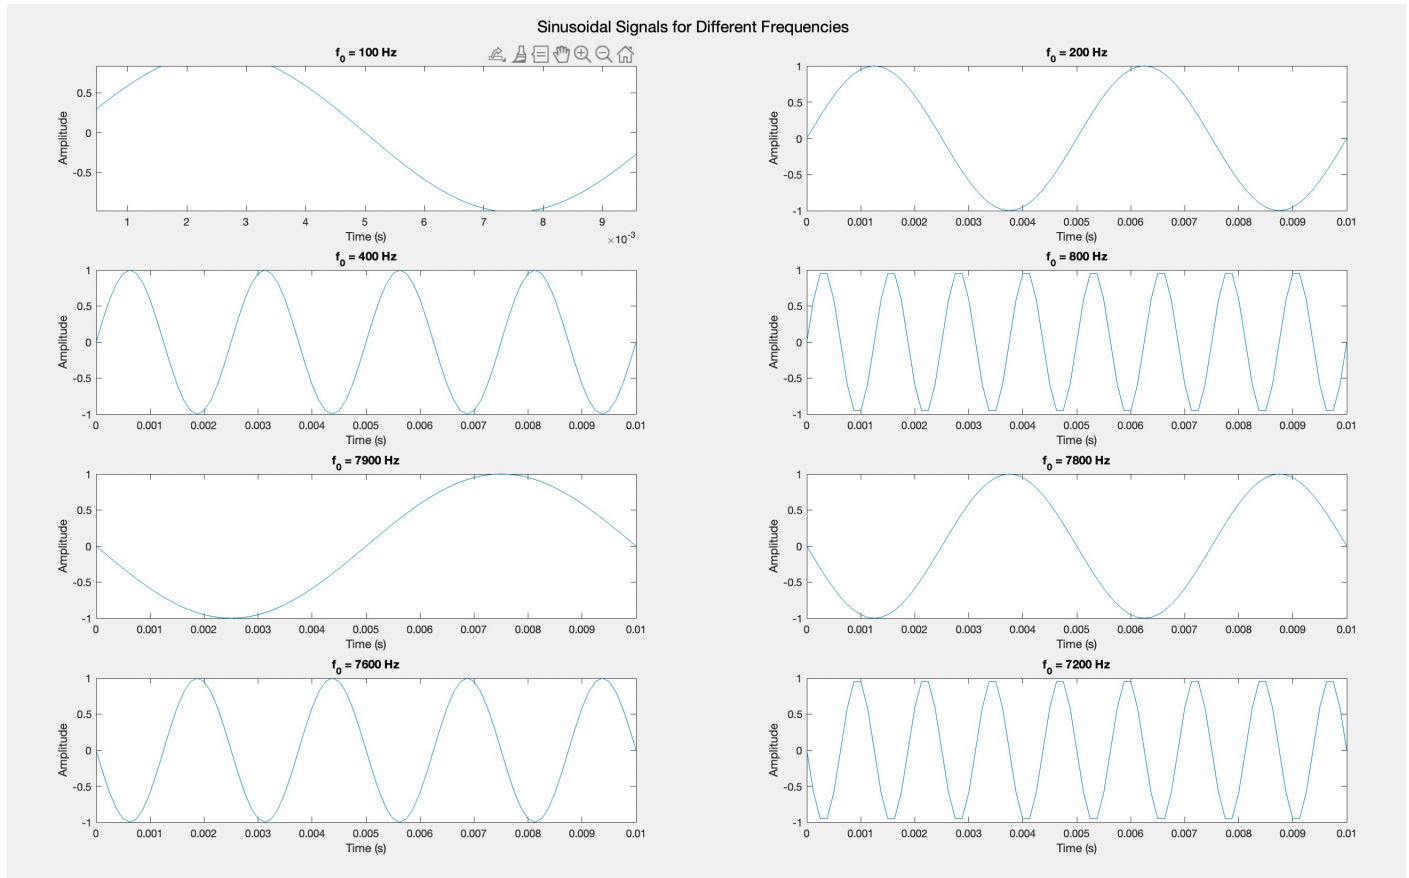 Sinusoidal Signals for Different Frequencies
f0 = 100 Hz
Amplitude
0.5
0
-0.5
1 2 3 4 5 6 7 8 9
Time (s)
×10-3
f0 = 200 Hz
Amplitude
1
0.5
0
-0.5
-1
0 0.001 0.002 0.003 0.004 0.005 0.006 0.007 0.008 0.009 0.01
Time (s)
f0 = 400 Hz
Amplitude
1
0.5
0
-0.5
-1
0 0.001 0.002 0.003 0.004 0.005 0.006 0.007 0.008 0.009 0.01
Time (s)
f0 = 800 Hz
Amplitude
1
0.5
0
-0.5
-1
0 0.001 0.002 0.003 0.004 0.005 0.006 0.007 0.008 0.009 0.01
Time (s)
f0 = 7900 Hz
Amplitude
1
0.5
0
-0.5
-1
0 0.001 0.002 0.003 0.004 0.005 0.006 0.007 0.008 0.009 0.01
Time (s)
f0 = 7800 Hz
Amplitude
1
0.5
0
-0.5
-1
0 0.001 0.002 0.003 0.004 0.005 0.006 0.007 0.008 0.009 0.01
Time (s)
f0 = 7600 Hz
Amplitude
1
0.5
0
-0.5
-1
0 0.001 0.002 0.003 0.004 0.005 0.006 0.007 0.008 0.009 0.01
Time (s)
f0 = 7200 Hz
Amplitude
1
0.5
0
-0.5
-1
0 0.001 0.002 0.003 0.004 0.005 0.006 0.007 0.008 0.009 0.01
Time (s)